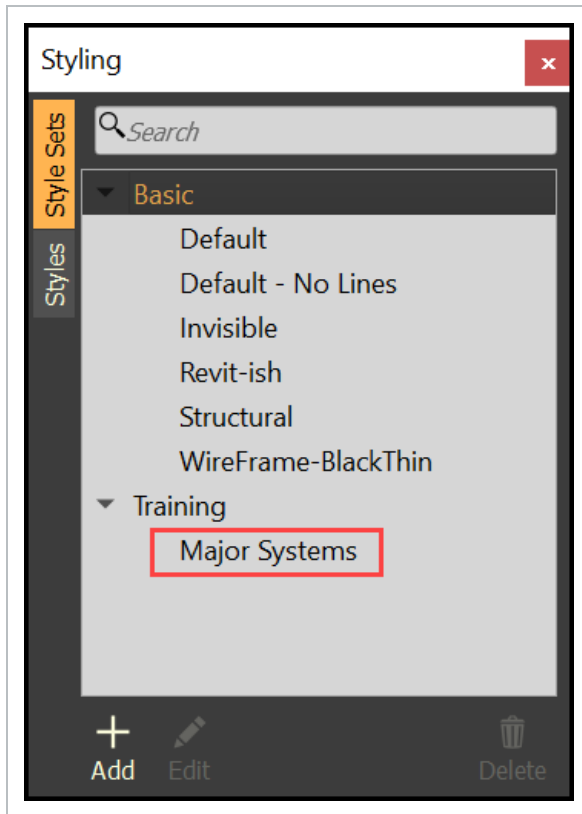 Styling
x
Style Sets
Styles
Search
Basic
Default
Default - No Lines
Invisible
Revit-ish
Structural
WireFrame-BlackThin
Training
Major Systems
Add
Edit
Delete